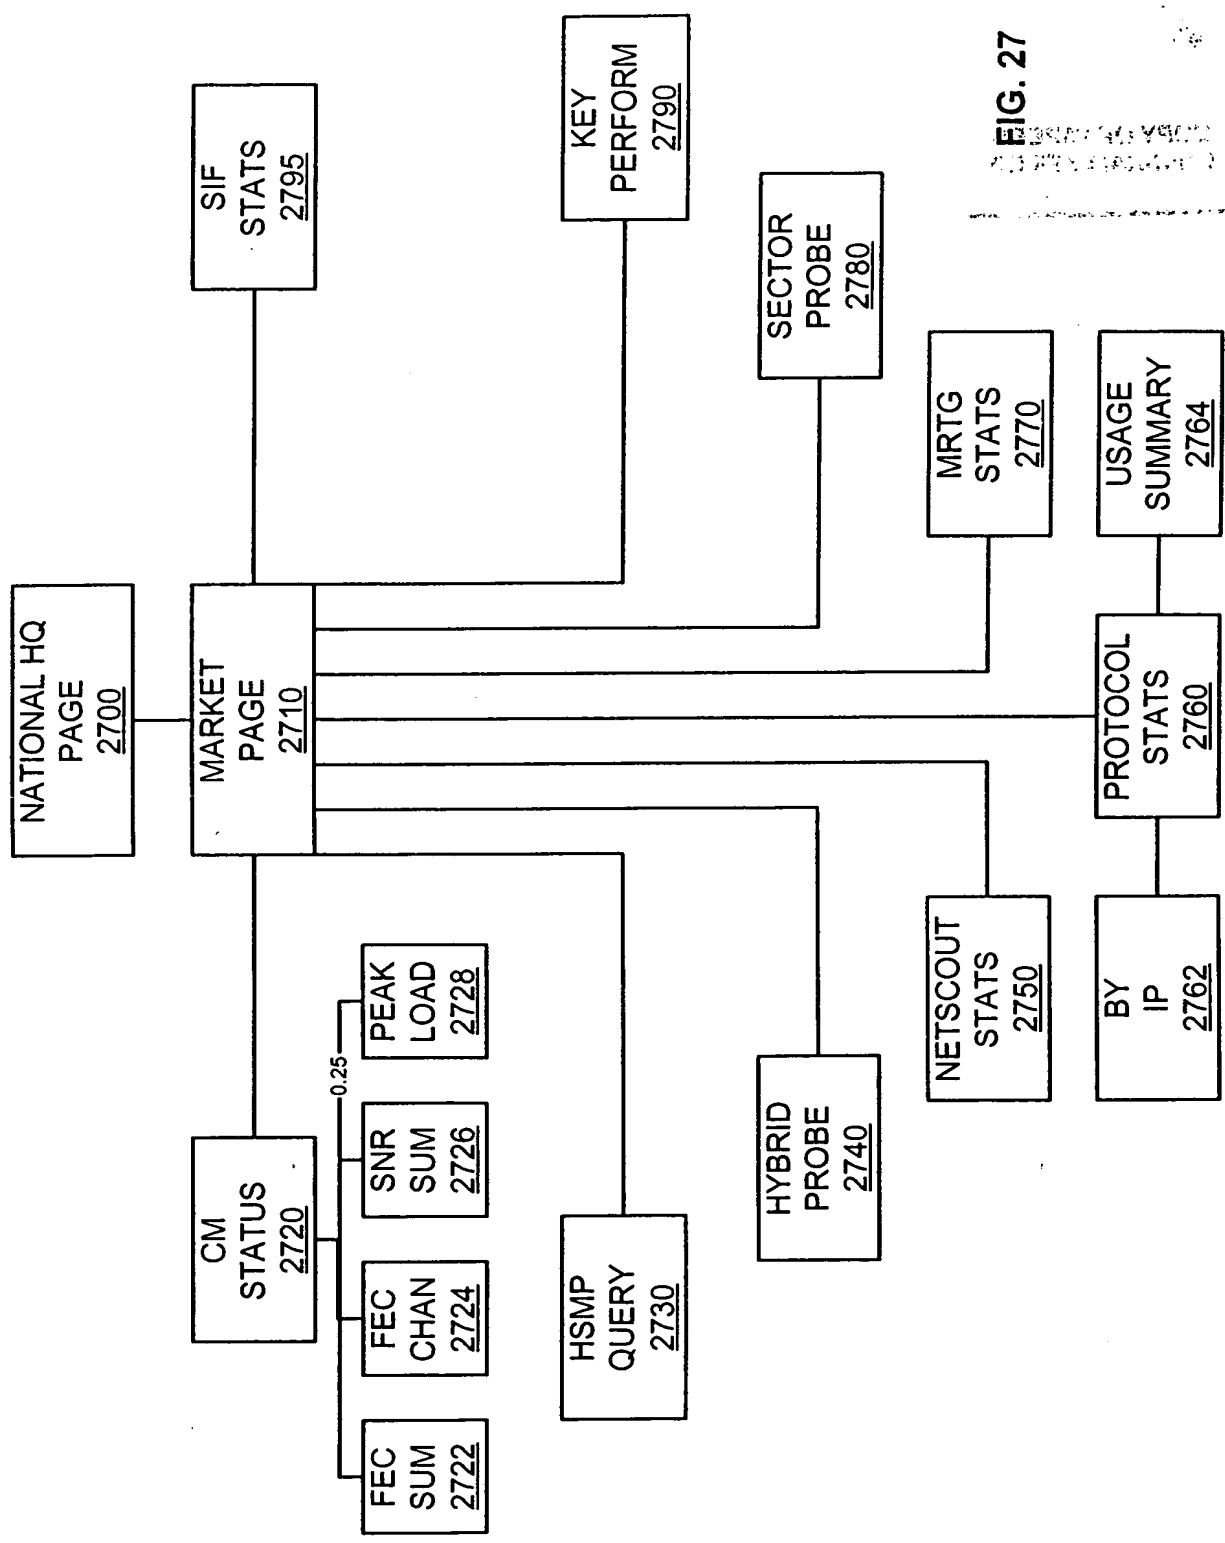 NATIONAL HQ
PAGE
2700
MARKET
PAGE
2710
CM
STATUS
2720
SIF
STATS
2795
0.25
FEC
SUM
2722
FEC
CHAN
2724
SNR
SUM
2726
PEAK
LOAD
2728
HSMP
QUERY
2730
KEY
PERFORM
2790
HYBRID
PROBE
2740
SECTOR
PROBE
2780
NETSCOUT
STATS
2750
MRTG
STATS
2770
BY
IP
2762
PROTOCOL
STATS
2760
USAGE
SUMMARY
2764
FIG. 27